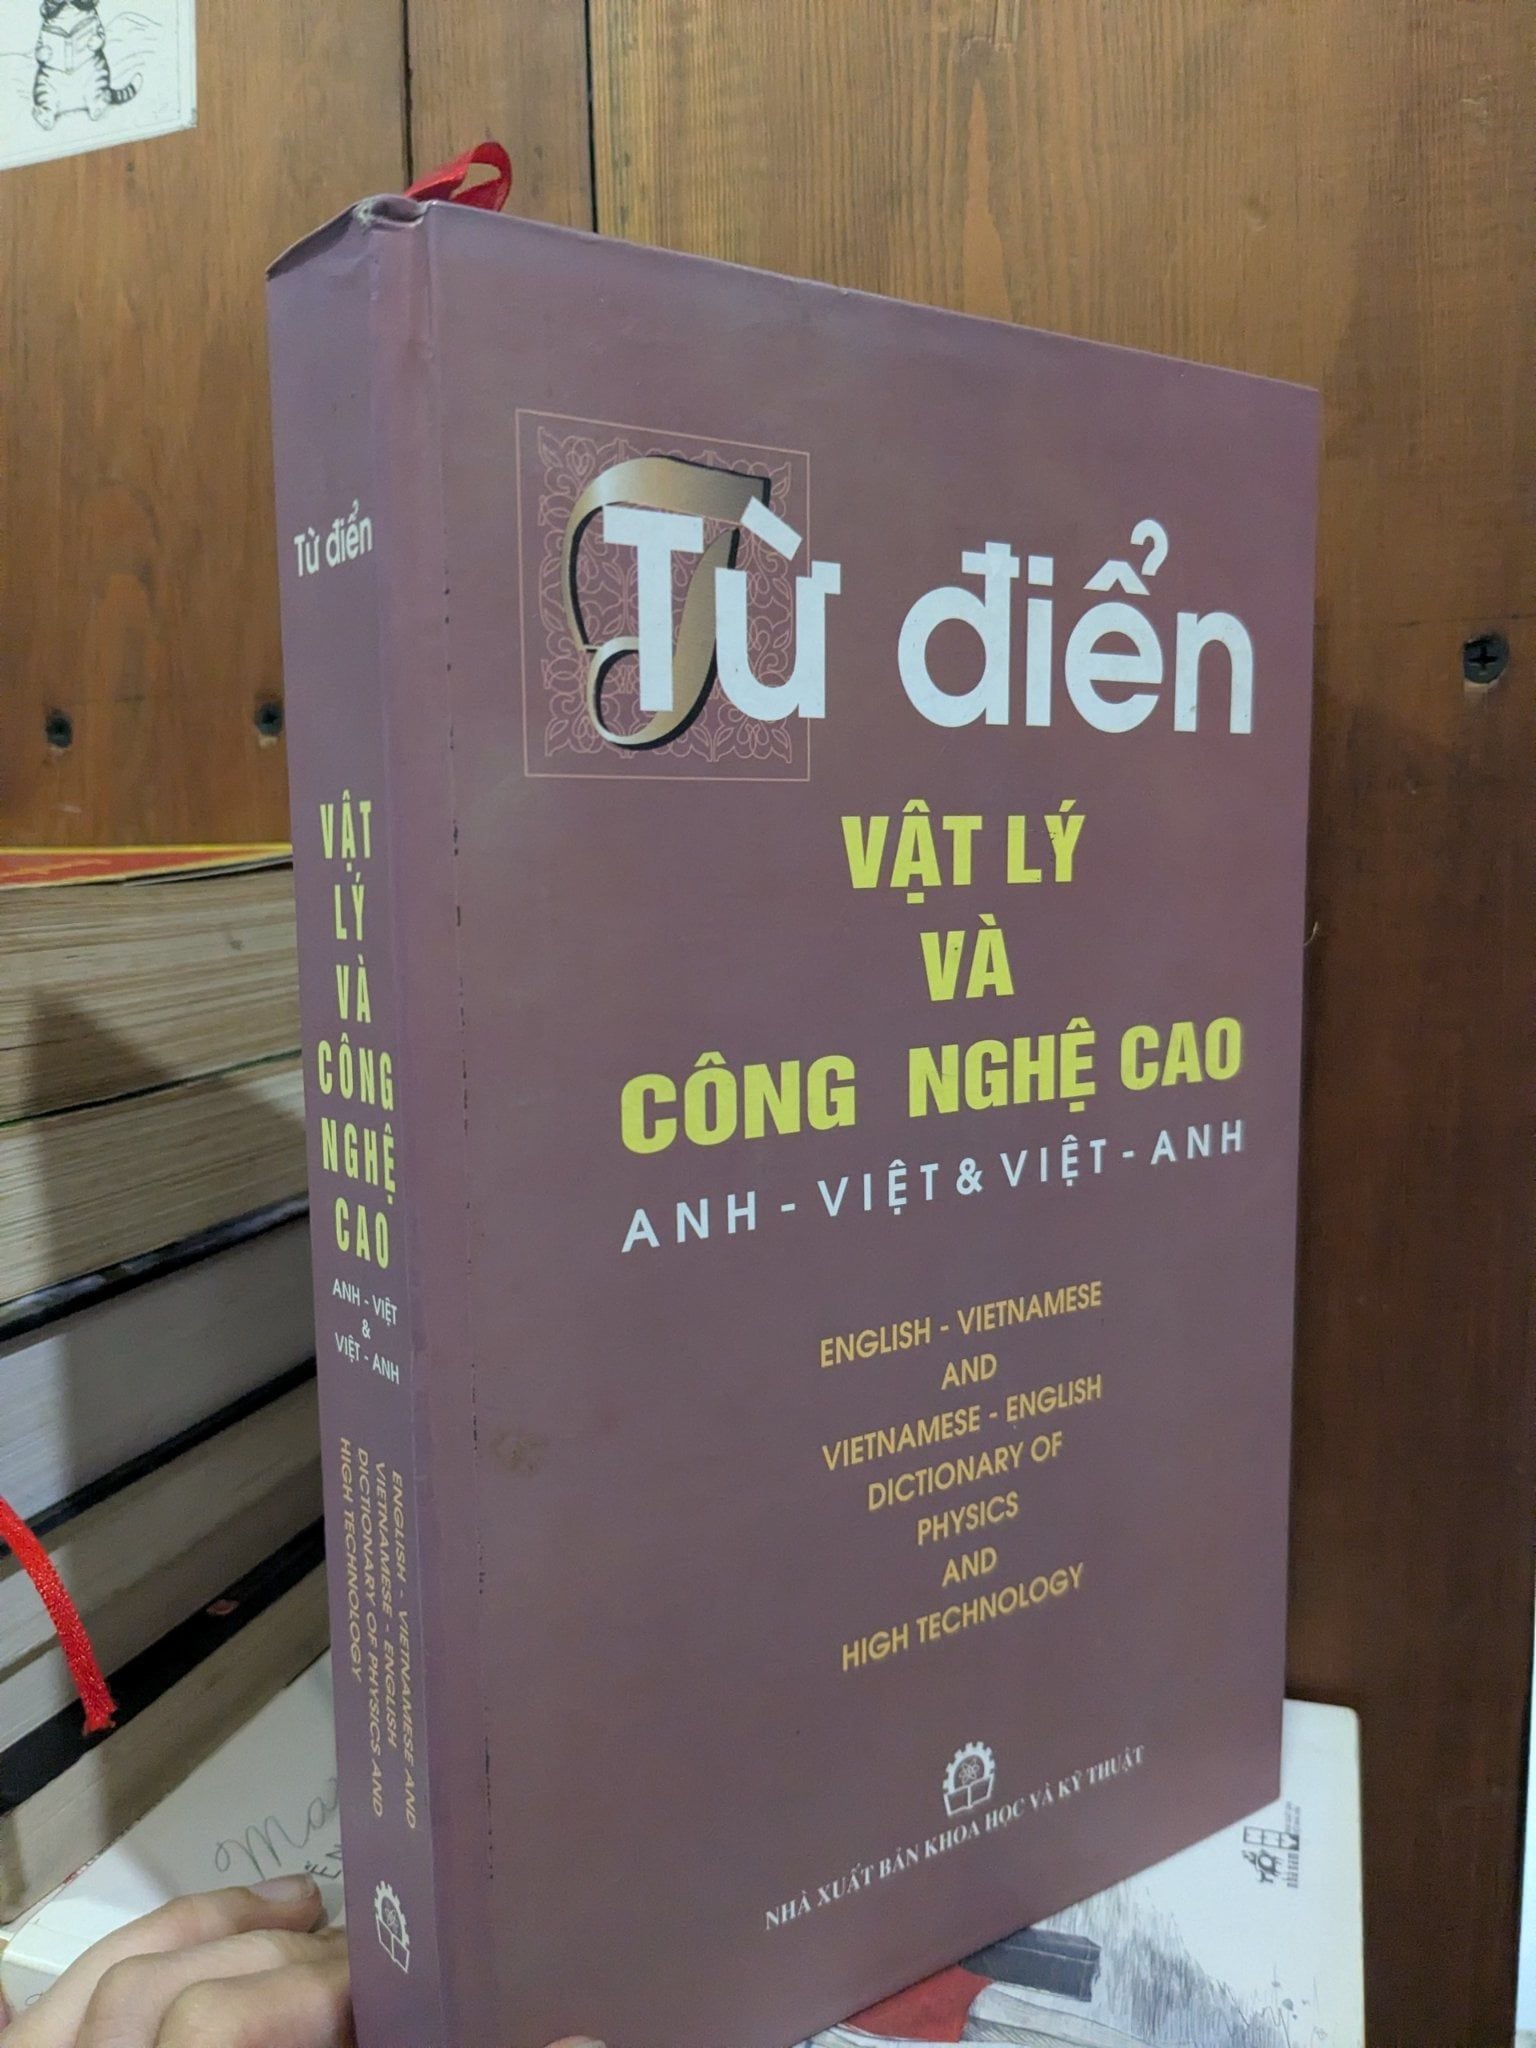 Từ điển
VẬT LÝ
VÀ
CÔNG NGHỆ CAO
ANH - VIỆT & VIỆT - ANH
ENGLISH - VIETNAMESE
AND
VIETNAMESE - ENGLISH
DICTIONARY OF
PHYSICS
AND
HIGH TECHNOLOGY
NHÀ XUẤT BẢN KHOA HỌC VÀ KỸ THUẬT
Từ điển
VẬT
LÝ
VÀ
CÔNG
NGHỆ
CAO
ANH - VIỆT
&
VIỆT - ANH
ENGLISH - VIETNAMESE AND
VIETNAMESE - ENGLISH
DICTIONARY OF PHYSICS AND
HIGH TECHNOLOGY